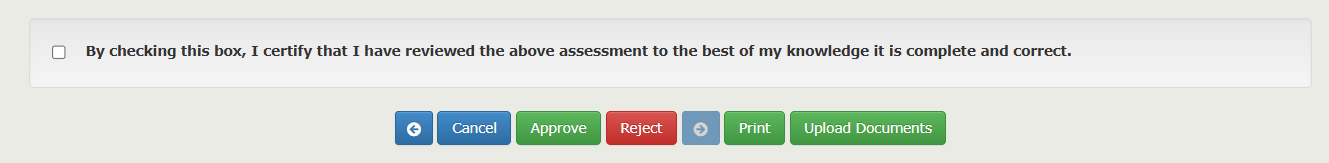 By checking this box, I certify that I have reviewed the above assessment to the best of my knowledge it is complete and correct.
Cancel Approve Reject Print Upload Documents